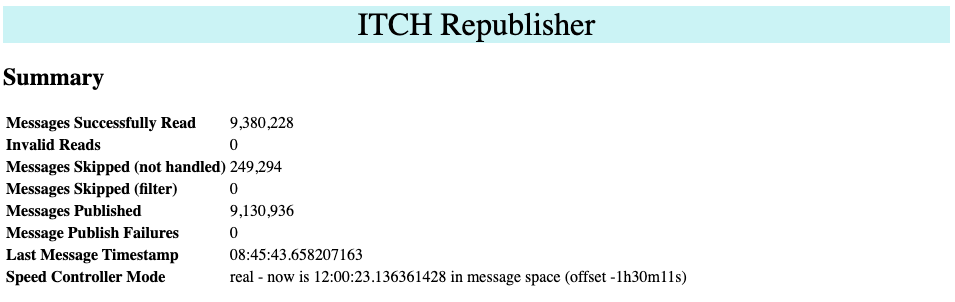 ITCH Republisher
Summary
Messages Successfully Read 9,380,228
Invalid Reads 0
Messages Skipped (not handled) 249,294
Messages Skipped (filter) 0
Messages Published 9,130,936
Message Publish Failures 0
Last Message Timestamp 08:45:43.658207163
Speed Controller Mode real - now is 12:00:23.136361428 in message space (offset -1h30m11s)